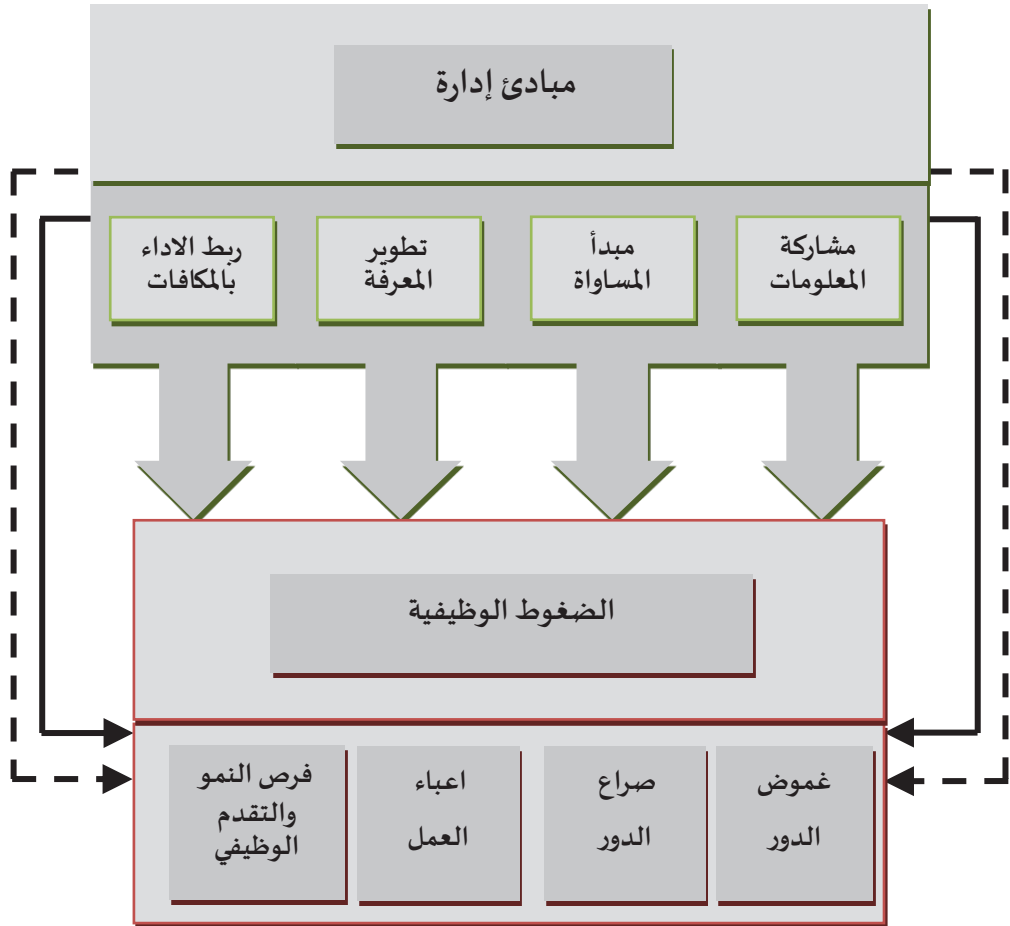 مبادئ إدارة
مشاركة
المعلومات
مبدأ
المساواة
تطوير
المعرفة
ربط الاداء
بالمكافات
الضغوط الوظيفية
غموض
الدور
صراع
الدور
اعباء
العمل
فرص النمو
والتقدم
الوظيفي